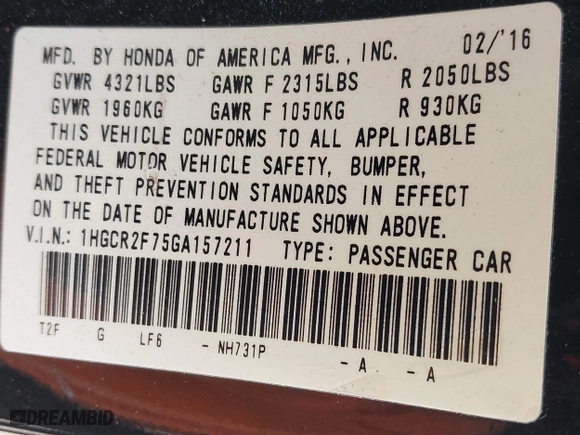 MFD. BY HONDA OF AMERICA MFG., INC. 02/'16
GVWR 4321LBS GAWR F 2315LBS R 2050LBS
GVWR 1960KG GAWR F 1050KG R 930KG
THIS VEHICLE CONFORMS TO ALL APPLICABLE
FEDERAL MOTOR VEHICLE SAFETY, BUMPER,
AND THEFT PREVENTION STANDARDS IN EFFECT
ON THE DATE OF MANUFACTURE SHOWN ABOVE.
V.I.N.: 1HGCR2F75GA157211 TYPE: PASSENGER CAR
T2F G LF6 - NH731P - A - A
DREAMBID